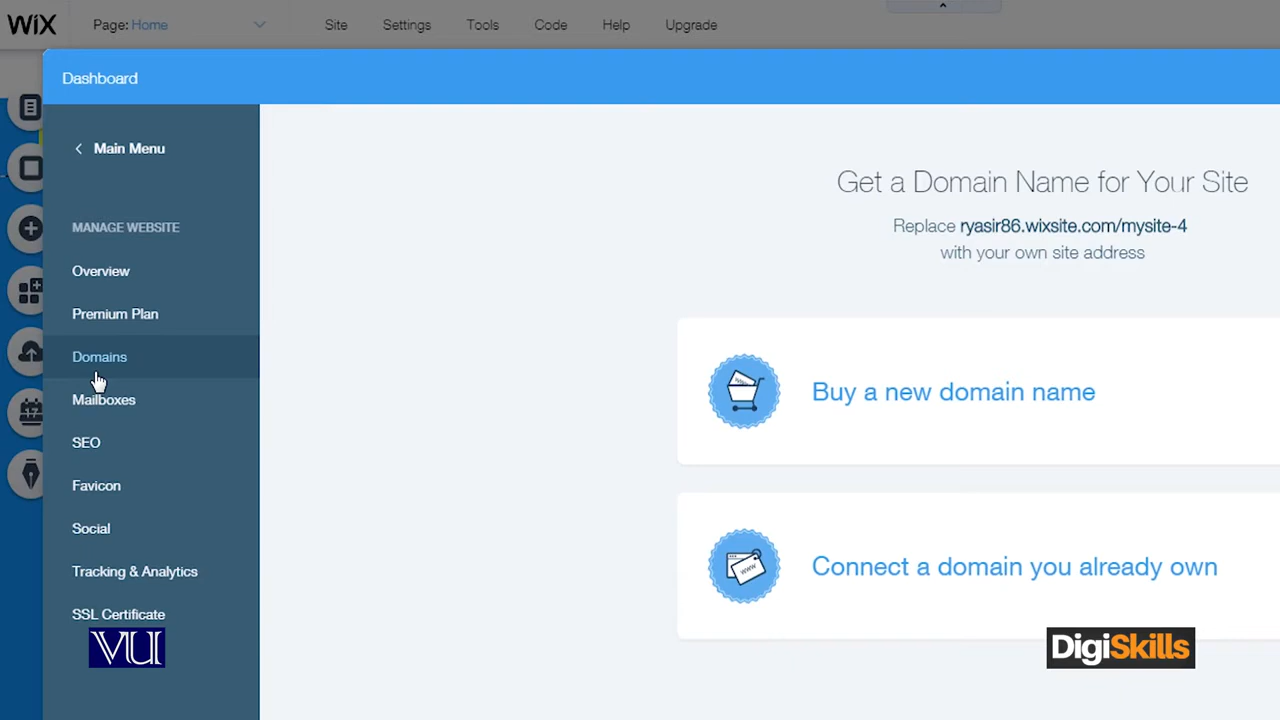 WiX
Page: Home
Site
Settings
Tools
Code
Help
Upgrade
Dashboard
Main Menu
MANAGE WEBSITE
Overview
Premium Plan
Domains
Mailboxes
SEO
Favicon
Social
Tracking & Analytics
SSL Certificate
Get a Domain Name for Your Site
Replace ryasir86.wixsite.com/mysite-4
with your own site address
Buy a new domain name
www
Connect a domain you already own
VU
DigiSkills